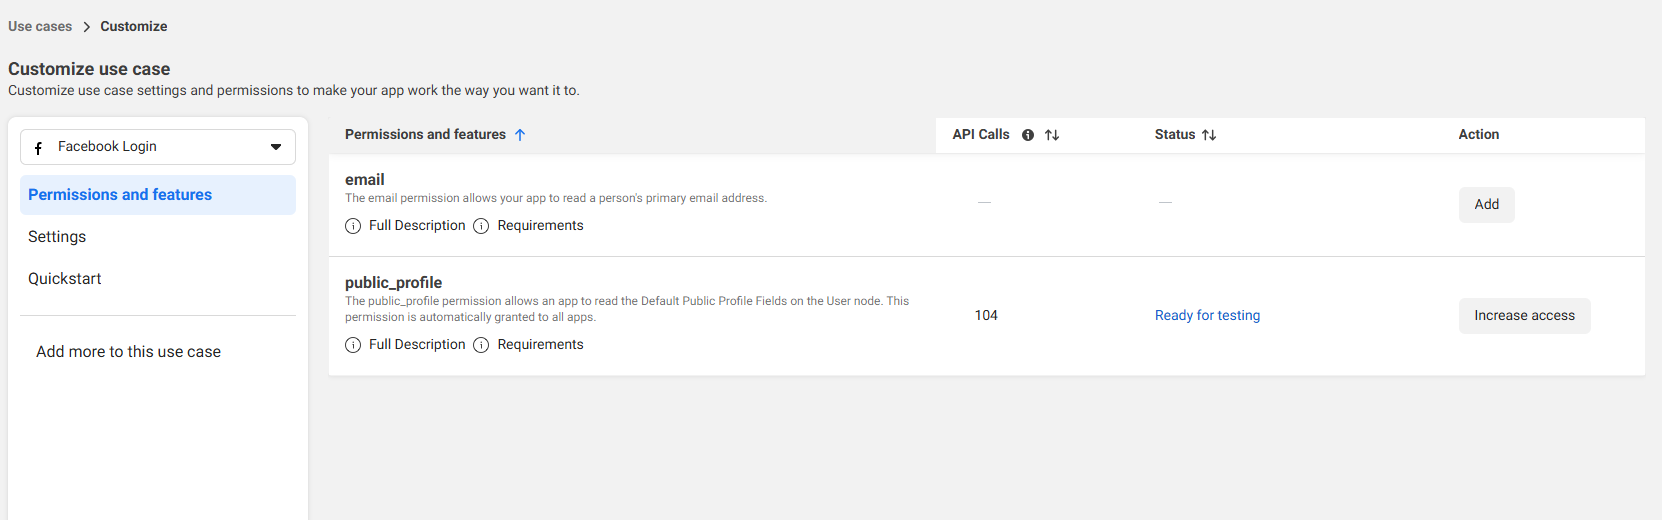 Use cases > Customize
Customize use case
Customize use case settings and permissions to make your app work the way you want it to.
Facebook Login
Permissions and features
Settings
Quickstart
Add more to this use case
Permissions and features API Calls Status Action
email
The email permission allows your app to read a person's primary email address.
Full Description Requirements
— — Add
public_profile
The public_profile permission allows an app to read the Default Public Profile Fields on the User node. This
permission is automatically granted to all apps.
Full Description Requirements
104 Ready for testing Increase access